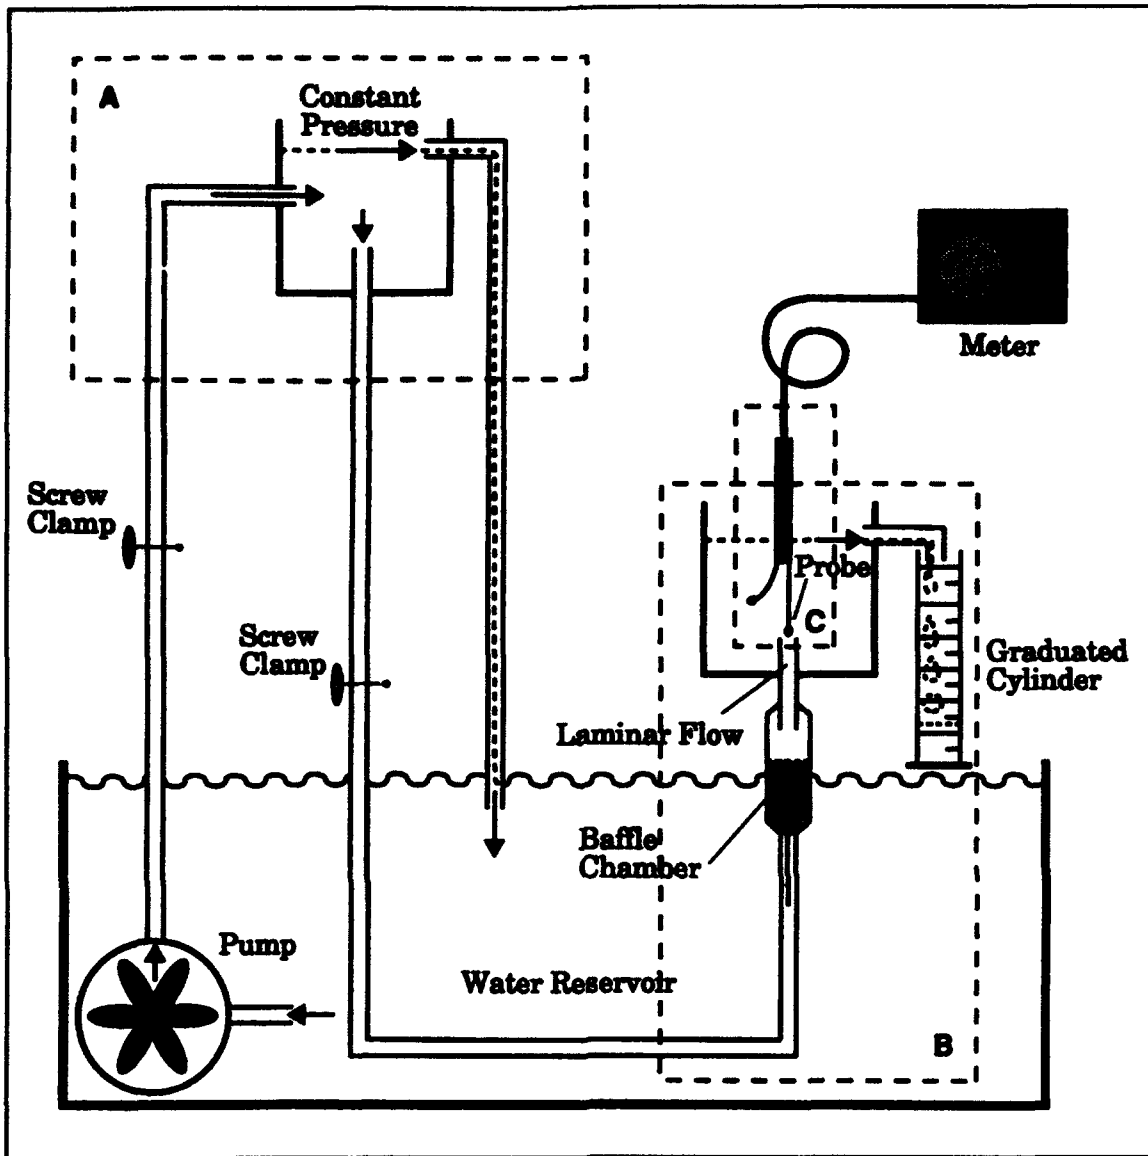 A
Constant
Pressure
Meter
Screw
Clamp
Probe
C
Screw
Clamp
Graduated
Cylinder
Laminar Flow
Baffle
Chamber
Pump
Water Reservoir
B